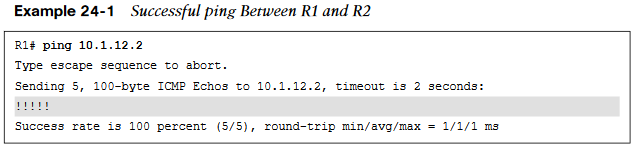 Example 24-1 Successful ping Between R1 and R2
R1# ping 10.1.12.2
Type escape sequence to abort.
Sending 5, 100-byte ICMP Echos to 10.1.12.2, timeout is 2 seconds:
!!!!!
Success rate is 100 percent (5/5), round-trip min/avg/max = 1/1/1 ms